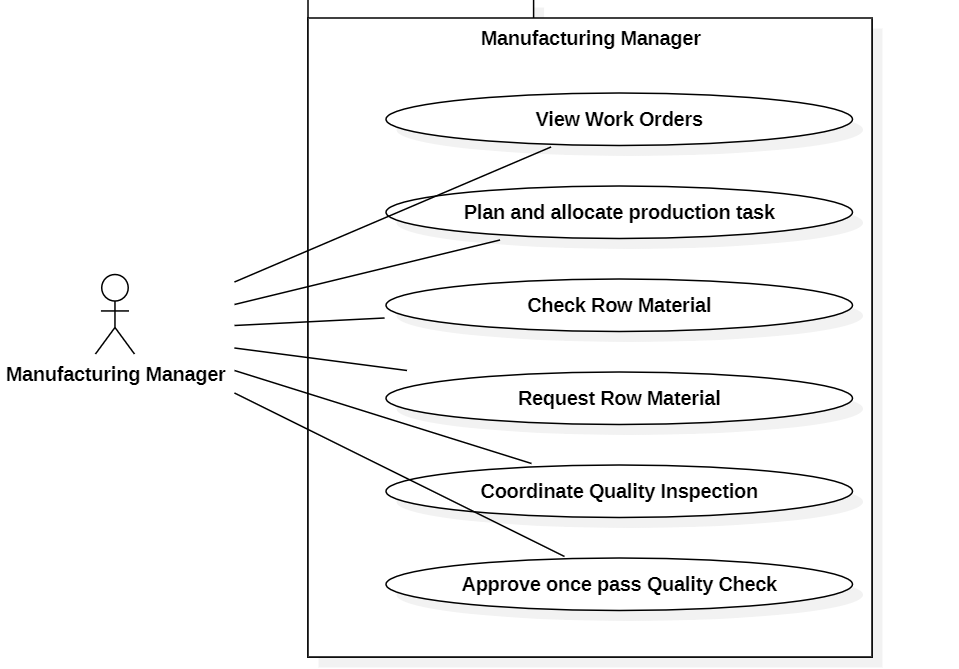 Manufacturing Manager
View Work Orders
Plan and allocate production task
Check Row Material
Manufacturing Manager
Request Row Material
Coordinate Quality Inspection
Approve once pass Quality Check